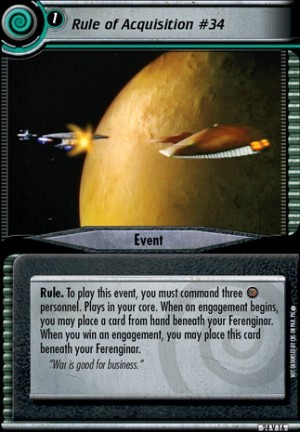 1
Rule of Acquisition #34
Event
Rule. To play this event, you must command three
personnel. Plays in your core. When an engagement begins,
you may place a card from hand beneath your Ferenginar.
When you win an engagement, you may place this card
beneath your Ferenginar.
"War is good for business."
24 V 16